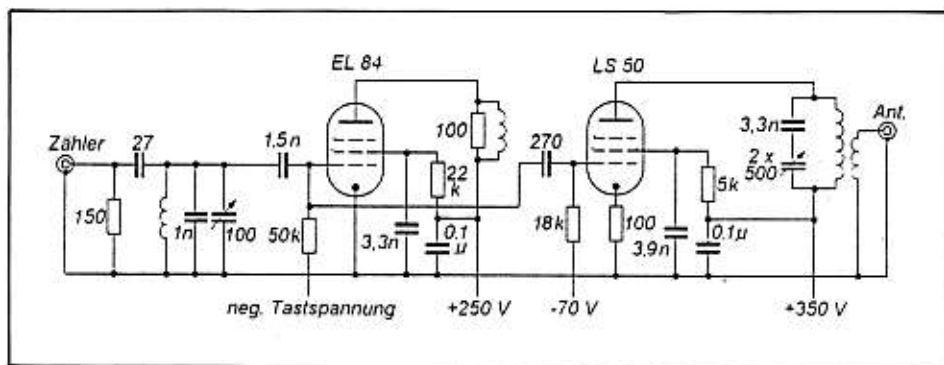 EL 84
LS 50
Zähler
27
1,5n
100
270
3,3n
Ant.
2 x
500
150
1n
100
50k
3,3n
22
k
0,1
μ
18k
100
3,9n
5k
0,1μ
neg. Tastspannung
+250 V
-70 V
+350 V